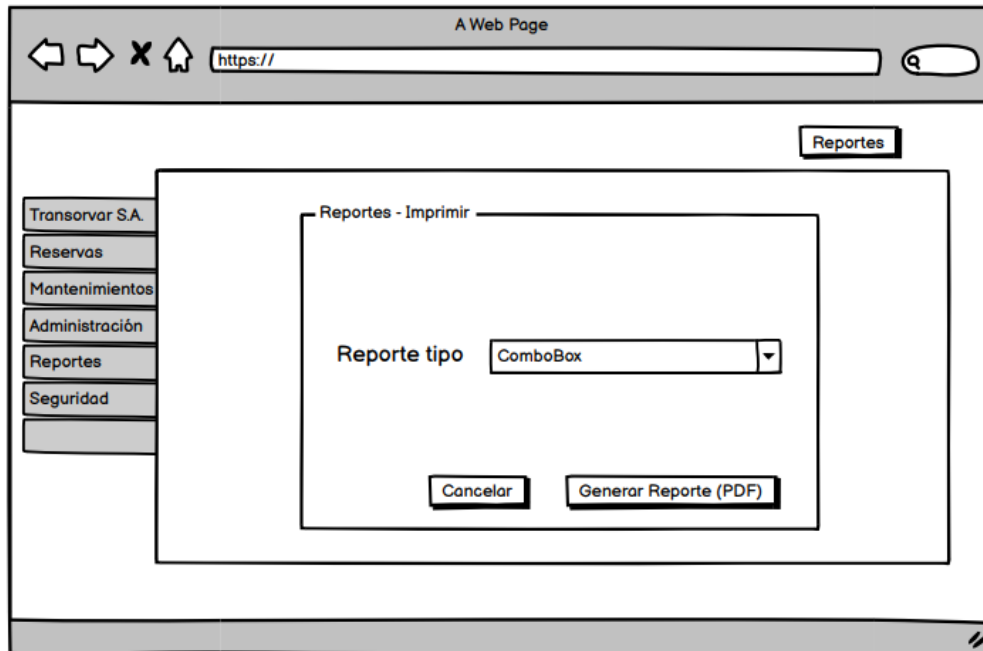 A Web Page
https://
Reportes
Transorvar S.A.
Reservas
Mantenimientos
Administración
Reportes
Seguridad
Reportes - Imprimir
Reporte tipo
ComboBox
Cancelar
Generar Reporte (PDF)